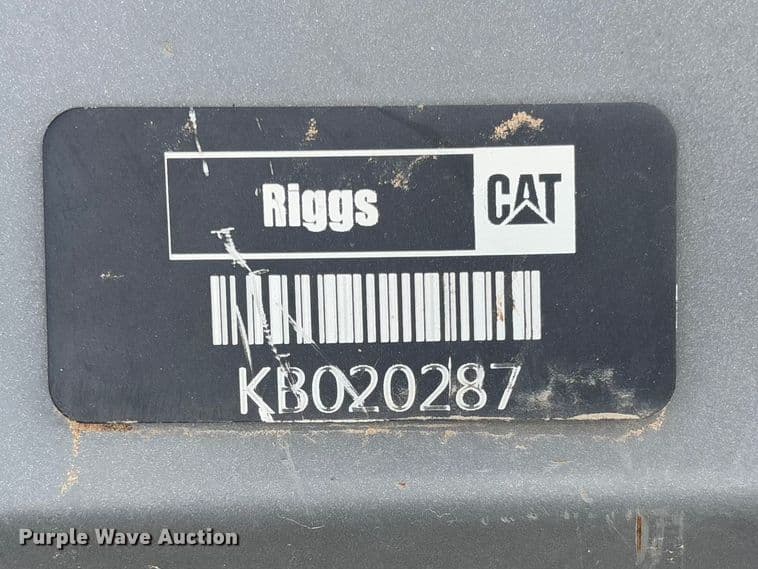 Riggs CAT
KB020287
Purple Wave Auction